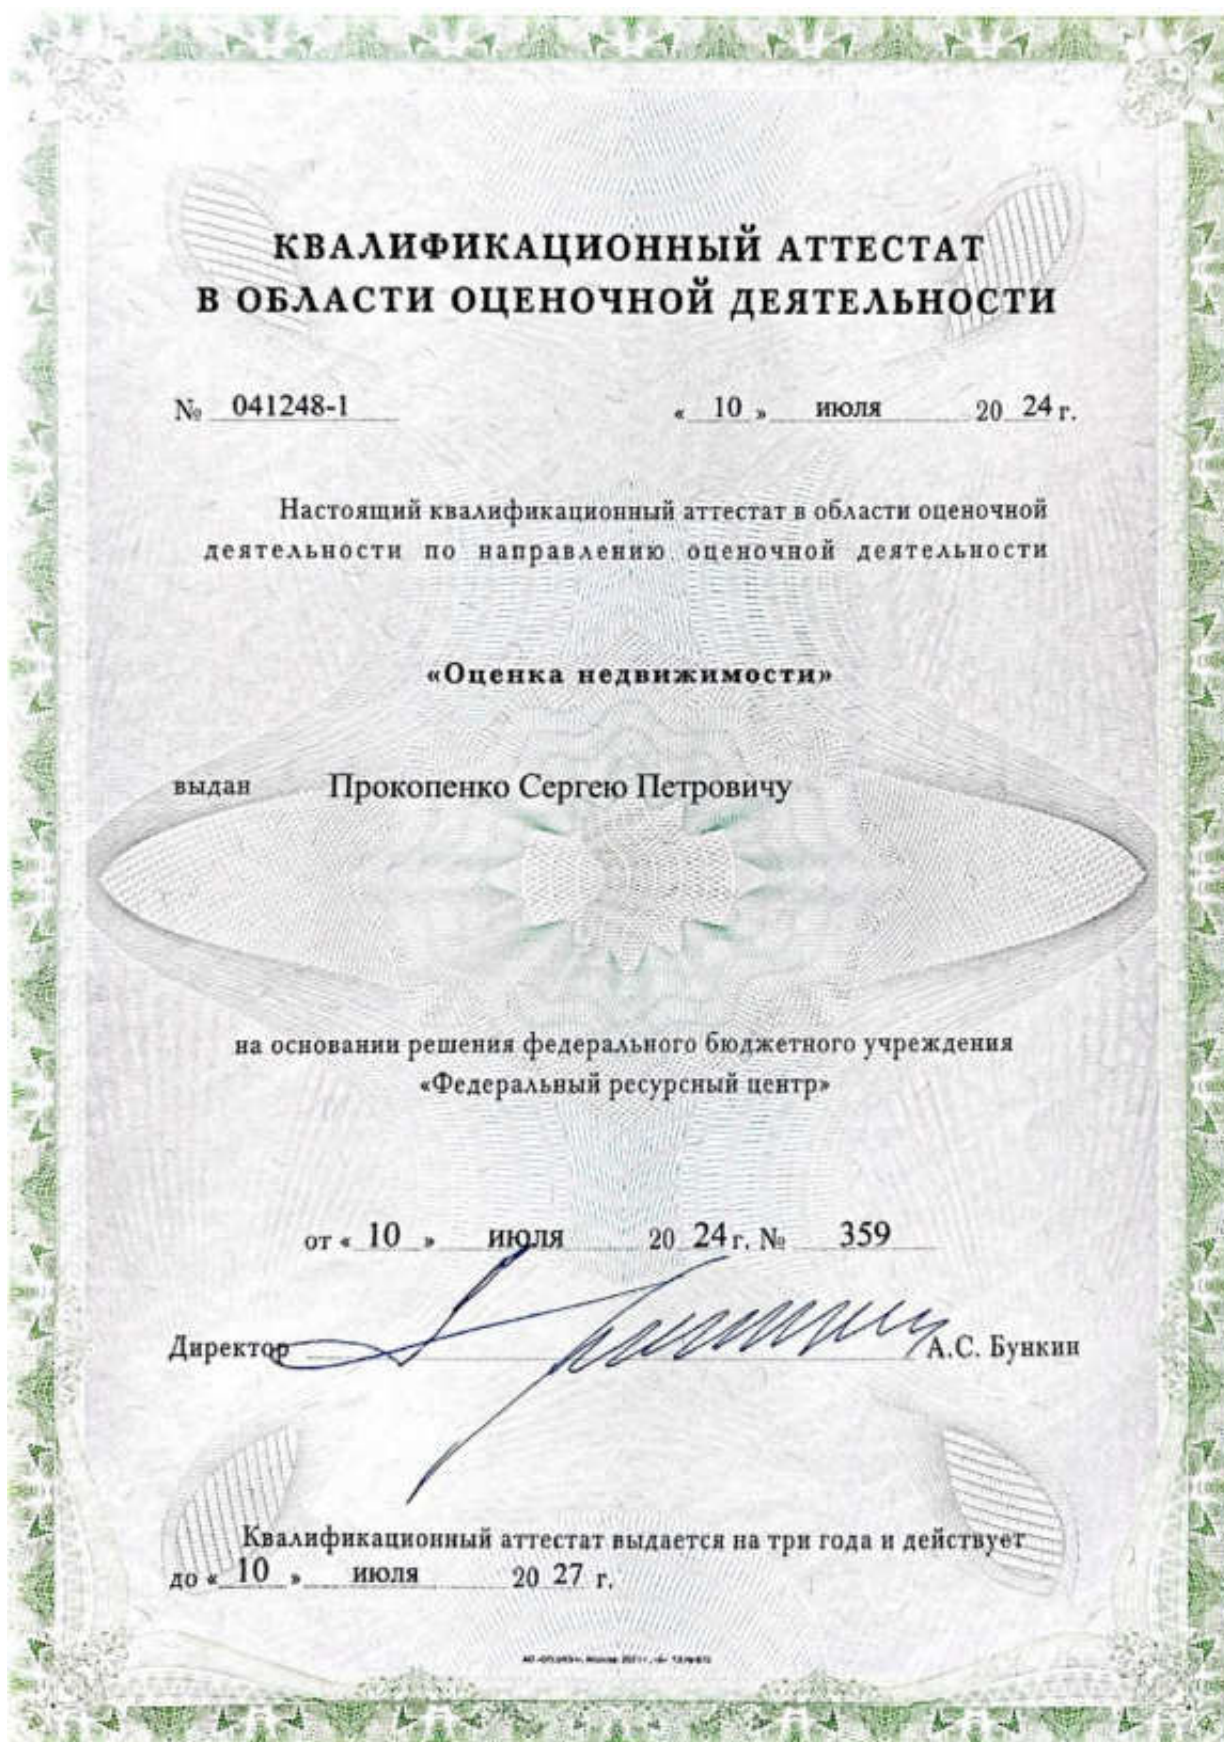 КВАЛИФИКАЦИОННЫЙ АТТЕСТАТ
В ОБЛАСТИ ОЦЕНОЧНОЙ ДЕЯТЕЛЬНОСТИ
№ 041248-1 « 10 » июля 20 24 г.
Настоящий квалификационный аттестат в области оценочной
деятельности по направлению оценочной деятельности
«Оценка недвижимости»
выдан Прокопенко Сергею Петровичу
на основании решения федерального бюджетного учреждения
«Федеральный ресурсный центр»
от « 10 » июля 20 24 г. № 359
Директор А.С. Бункин
Квалификационный аттестат выдается на три года и действует
до « 10 » июля 20 27 г.